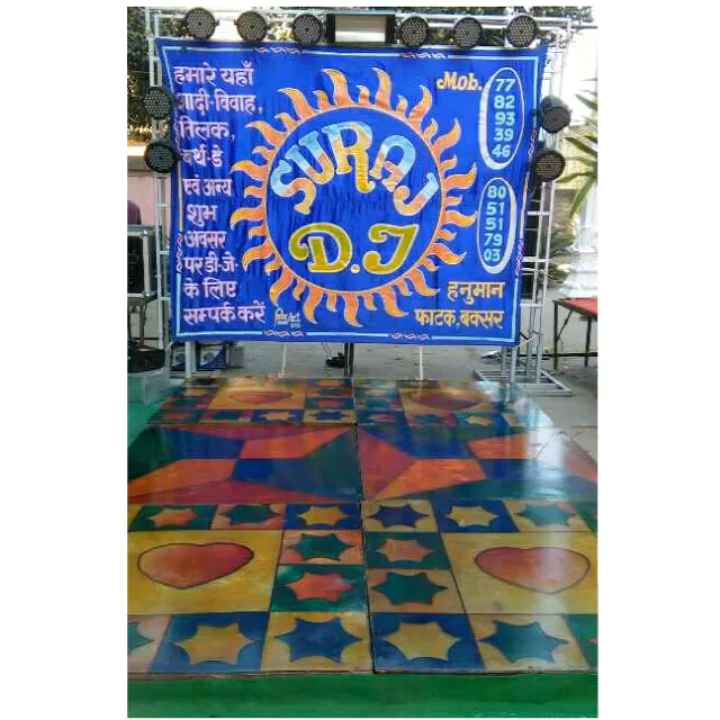 हमारे यहाँ
शादी-विवाह,
तिलक,
बर्थ-डे
एवं अन्य
शुभ
अवसर
पर डी-जे-
के लिए
सम्पर्क करें
SURAJ
D.J
Mob.
77
82
93
39
46
80
51
51
79
03
हनुमान
फाटक, बक्सर